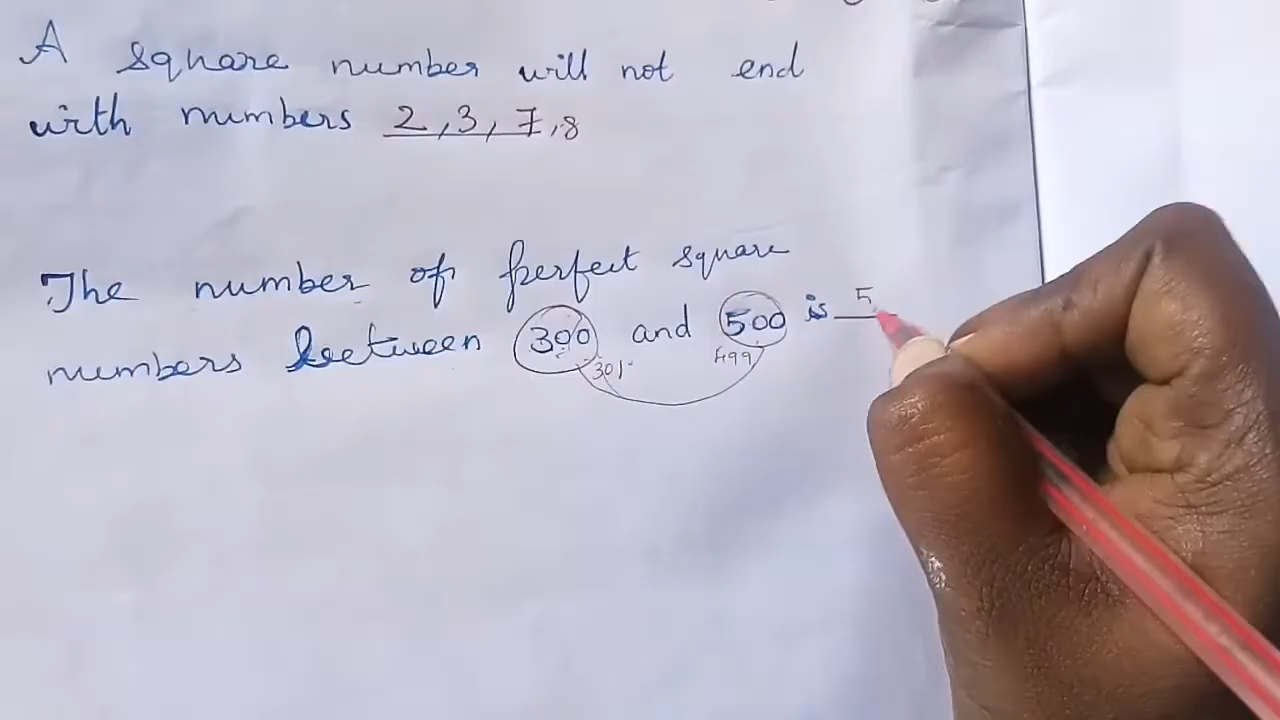 A square number will not end
with numbers 2, 3, 7, 8
The number of perfect square
numbers between 300 and 500 is 5
301 499